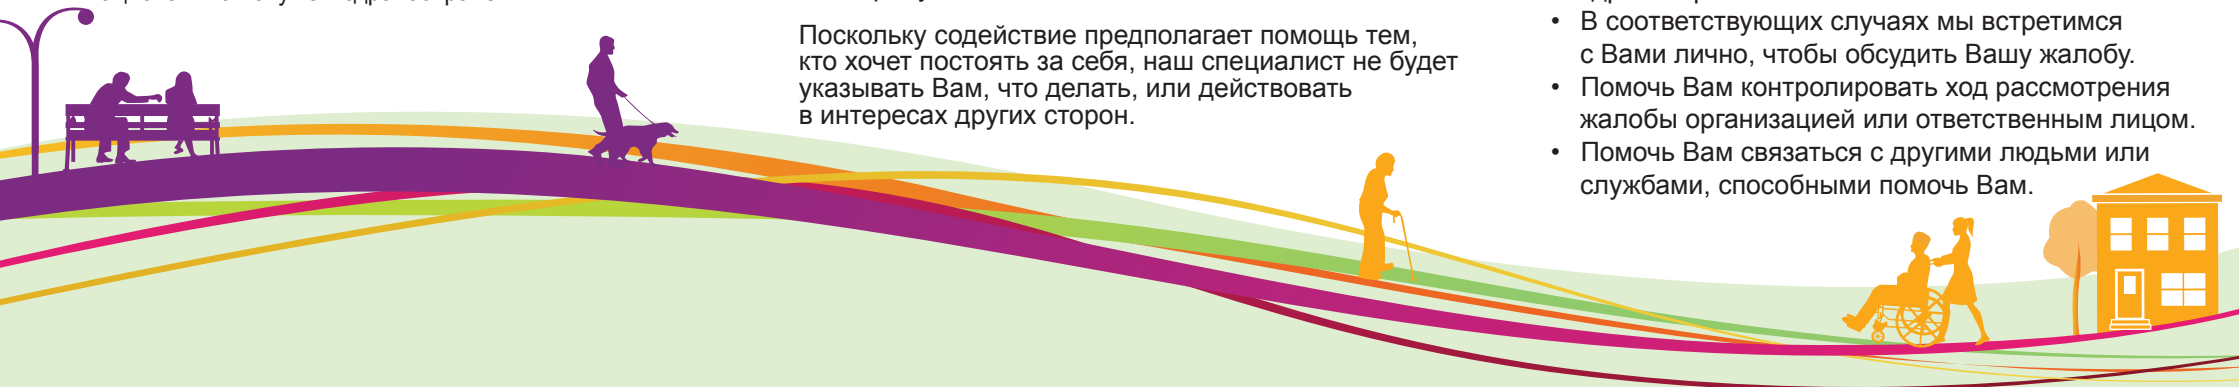 Поскольку содействие предполагает помощь тем,
кто хочет постоять за себя, наш специалист не будет
указывать Вам, что делать, или действовать
в интересах других сторон.
• В соответствующих случаях мы встретимся
с Вами лично, чтобы обсудить Вашу жалобу.
• Помочь Вам контролировать ход рассмотрения
жалобы организацией или ответственным лицом.
• Помочь Вам связаться с другими людьми или
службами, способными помочь Вам.